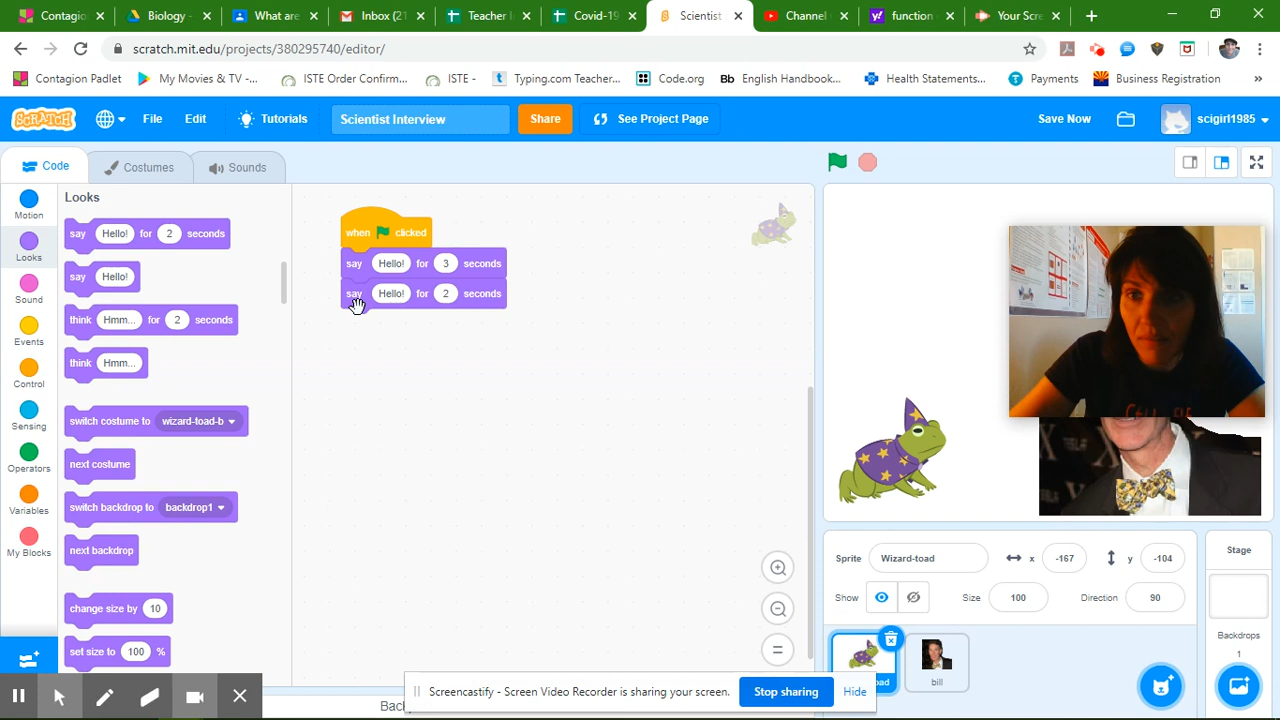 Contagion
Biology -
What are
Inbox (21
Teacher I
Covid-19
Scientist
Channel
function
Your Scre
scratch.mit.edu/projects/380295740/editor/
Contagion Padlet
My Movies & TV -...
ISTE Order Confirm...
ISTE -
Typing.com Teacher...
Code.org
Bb English Handbook...
Health Statements...
Payments
Business Registration
»
SCRATCH
File
Edit
Tutorials
Scientist Interview
Share
See Project Page
Save Now
scigirl1985
Code
Costumes
Sounds
Motion
Looks
Sound
Events
Control
Sensing
Operators
Variables
My Blocks
Looks
say Hello! for 2 seconds
say Hello!
think Hmm... for 2 seconds
think Hmm...
switch costume to wizard-toad-b
next costume
switch backdrop to backdrop1
next backdrop
change size by 10
set size to 100 %
when clicked
say Hello! for 3 seconds
say Hello! for 2 seconds
Sprite Wizard-toad x -167 y -104
Show Size 100 Direction 90
Stage
Backdrops
1
oad
bill
Screencastify - Screen Video Recorder is sharing your screen. Stop sharing Hide